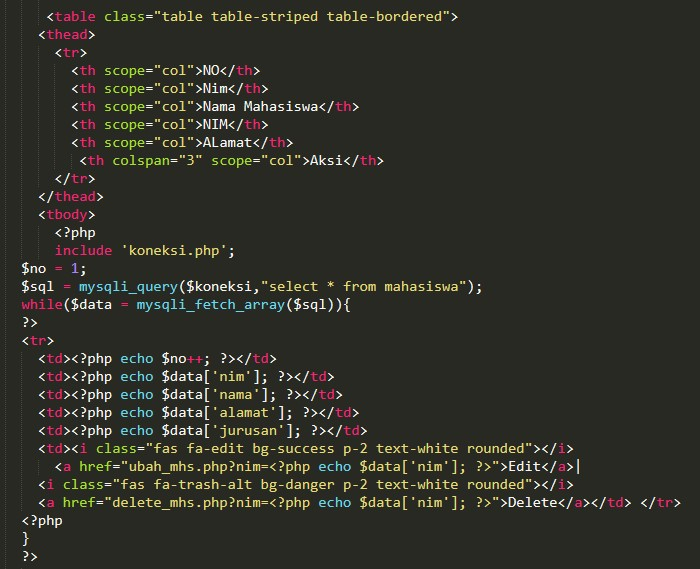 <table class="table table-striped table-bordered">
<thead>
<tr>
<th scope="col">NO</th>
<th scope="col">Nim</th>
<th scope="col">Nama Mahasiswa</th>
<th scope="col">NIM</th>
<th scope="col">ALamat</th>
<th colspan="3" scope="col">Aksi</th>
</tr>
</thead>
<tbody>
<?php
include 'koneksi.php';
$no = 1;
$sql = mysqli_query($koneksi,"select * from mahasiswa");
while($data = mysqli_fetch_array($sql)){
?>
<tr>
<td><?php echo $no++; ?></td>
<td><?php echo $data['nim']; ?></td>
<td><?php echo $data['nama']; ?></td>
<td><?php echo $data['alamat']; ?></td>
<td><?php echo $data['jurusan']; ?></td>
<td><i class="fas fa-edit bg-success p-2 text-white rounded"></i>
<a href="ubah_mhs.php?nim=<?php echo $data['nim']; ?>">Edit</a>
<i class="fas fa-trash-alt bg-danger p-2 text-white rounded"></i>
<a href="delete_mhs.php?nim=<?php echo $data['nim']; ?>">Delete</a></td> </tr>
<?php
}
?>